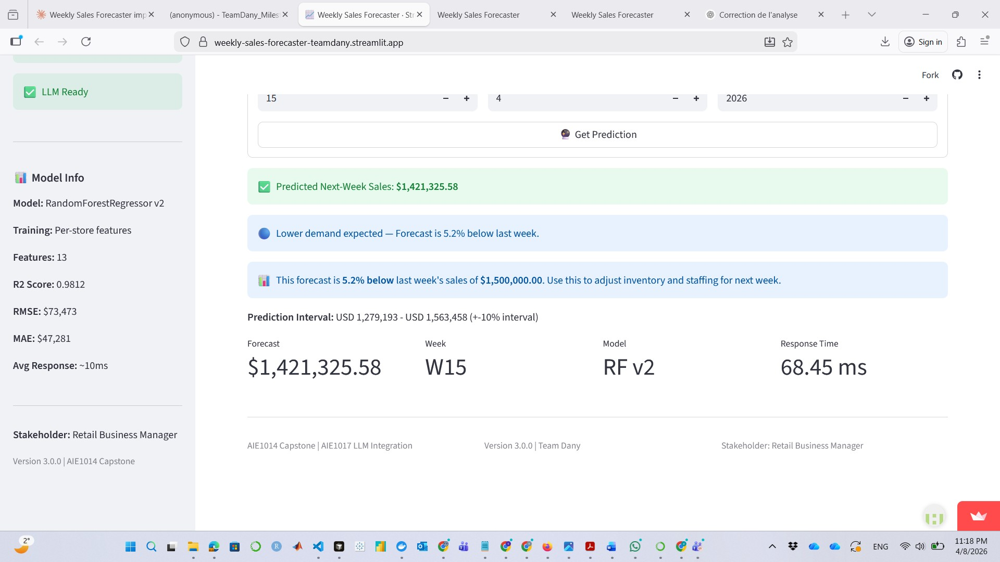 Weekly Sales Forecaster imp
(anonymous) - TeamDany_Miles
Weekly Sales Forecaster · Str
Weekly Sales Forecaster
Weekly Sales Forecaster
Correction de l'analyse
weekly-sales-forecaster-teamdany.streamlit.app
Sign in
Fork
LLM Ready
Model Info
Model: RandomForestRegressor v2
Training: Per-store features
Features: 13
R2 Score: 0.9812
RMSE: $73,473
MAE: $47,281
Avg Response: ~10ms
Stakeholder: Retail Business Manager
Version 3.0.0 | AIE1014 Capstone
15
4
2026
Get Prediction
Predicted Next-Week Sales: $1,421,325.58
Lower demand expected — Forecast is 5.2% below last week.
This forecast is 5.2% below last week's sales of $1,500,000.00. Use this to adjust inventory and staffing for next week.
Prediction Interval: USD 1,279,193 - USD 1,563,458 (+-10% interval)
Forecast
$1,421,325.58
Week
W15
Model
RF v2
Response Time
68.45 ms
AIE1014 Capstone | AIE1017 LLM Integration
Version 3.0.0 | Team Dany
Stakeholder: Retail Business Manager
2°
ENG
11:18 PM
4/8/2026